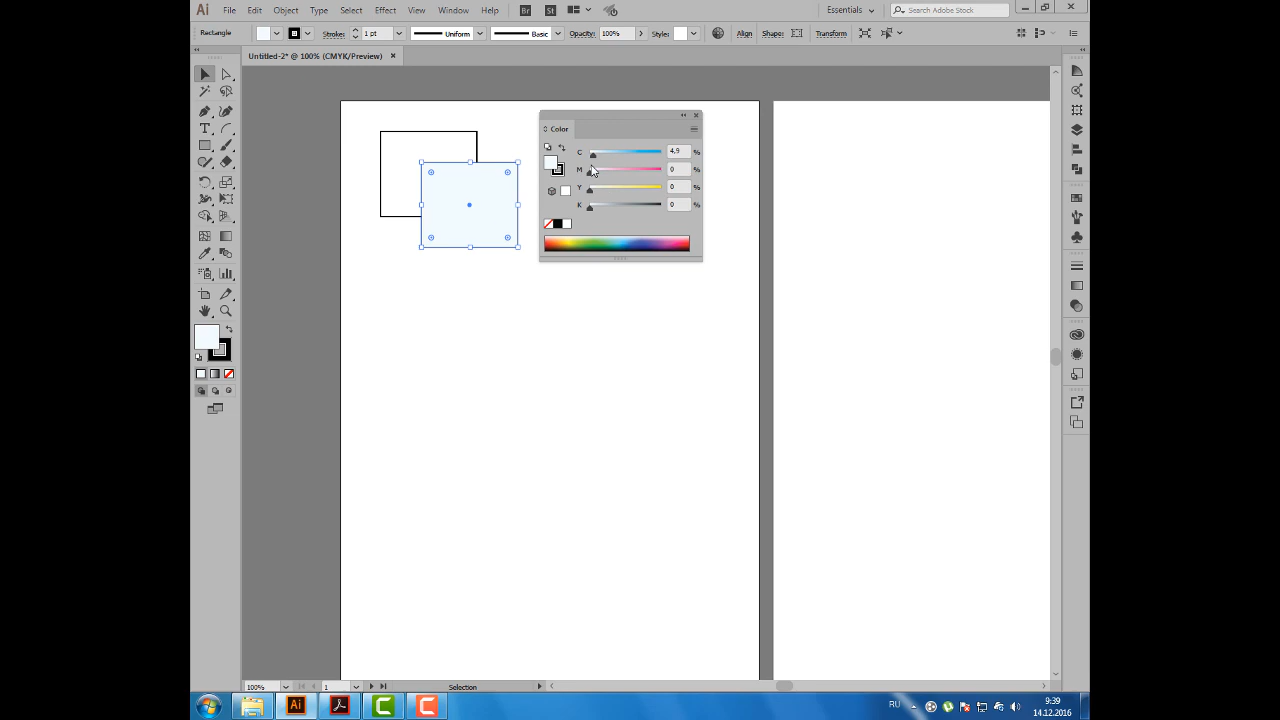 Ai File Edit Object Type Select Effect View Window Help Br St Essentials Search Adobe Stock
Rectangle Stroke: 1 pt Uniform Basic Opacity: 100% Style: Align Shape: Transform
Untitled-2* @ 100% (CMYK/Preview)
Color
C 4,9 %
M 0 %
Y 0 %
K 0 %
100% 1 Selection
Ai RU 9:39
14.12.2016